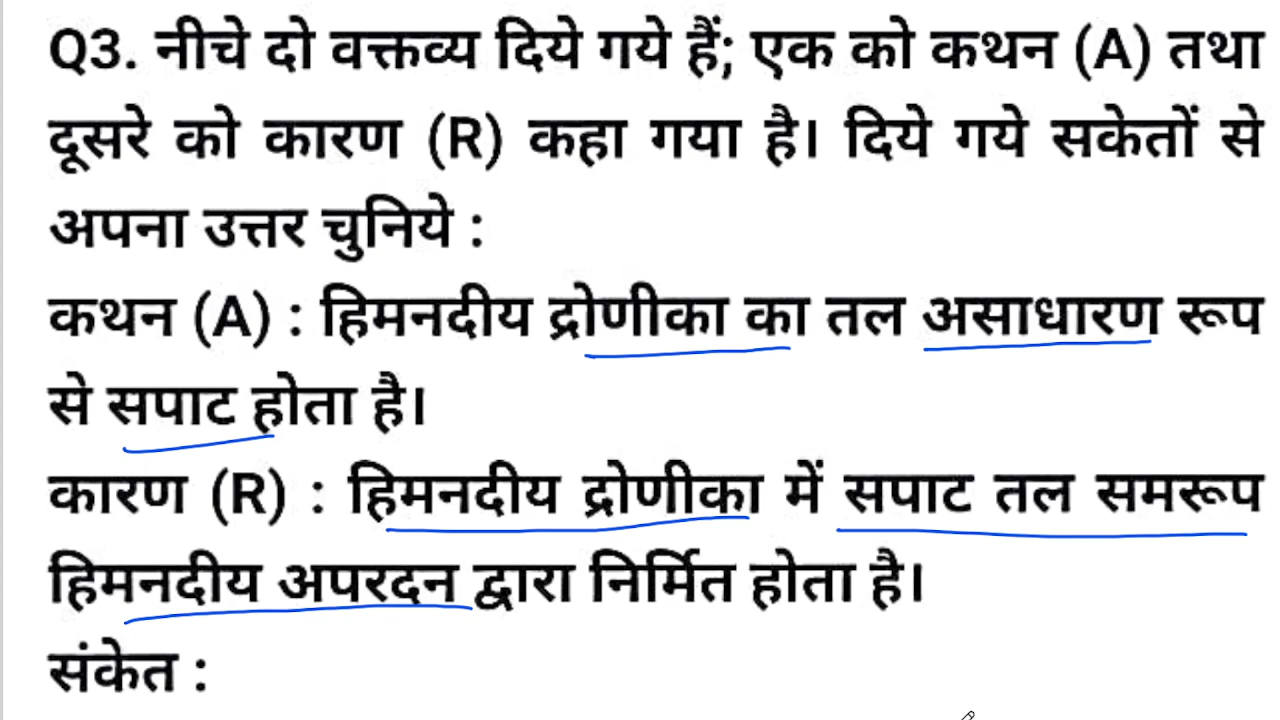 Q3. नीचे दो वक्तव्य दिये गये हैं; एक को कथन (A) तथा
दूसरे को कारण (R) कहा गया है। दिये गये सकेतों से
अपना उत्तर चुनिये :
कथन (A) : हिमनदीय द्रोणीका का तल असाधारण रूप
से सपाट होता है।
कारण (R) : हिमनदीय द्रोणीका में सपाट तल समरूप
हिमनदीय अपरदन द्वारा निर्मित होता है।
संकेत :